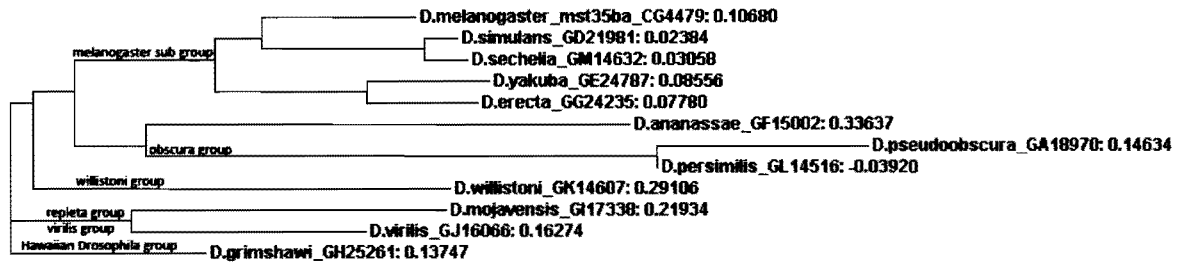 D.melanogaster_mst35ba_CG4479: 0.10680
D.simulans_GD21981: 0.02384
melanogaster sub group
D.sechelia_GM14632: 0.03058
D.yakuba_GE24787: 0.08556
D.erecta_GG24235: 0.07780
D.ananassae_GF15002: 0.33637
obscura group
D.pseudoobscura_GA18970: 0.14634
D.persimilis_GL14516: -0.03920
willistoni group
D.willistoni_GK14607: 0.29106
repleta group
D.mojavensis_GI17338: 0.21934
virilis group
D.virilis_GJ16066: 0.16274
Hawaiian Drosophila group
D.grimshawi_GH25261: 0.13747